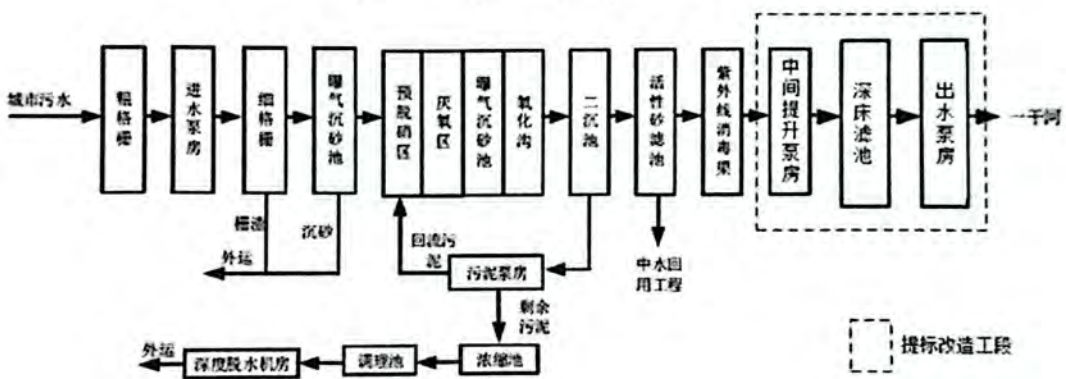 城市污水
粗格栅
进水泵房
细格栅
曝气沉砂池
预脱硝区
厌氧区
曝气沉砂池
氧化沟
二沉池
活性砂滤池
紫外线消毒渠
中间提升泵房
深床滤池
出水泵房
一干河
栅渣
沉砂
外运
回流污
泥
污泥泵房
中水回
用工程
剩余
污泥
外运
深度脱水机房
调理池
浓缩池
提标改造工段